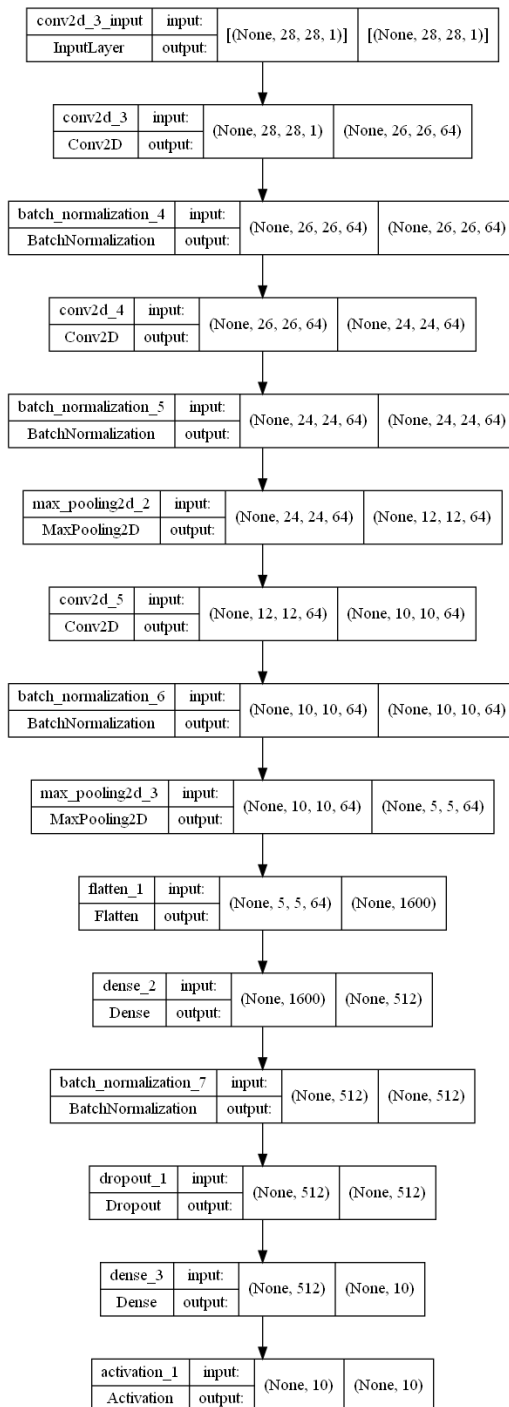 conv2d_3_input input: [(None, 28, 28, 1)] [(None, 28, 28, 1)]
InputLayer output:
conv2d_3 input: (None, 28, 28, 1) (None, 26, 26, 64)
Conv2D output:
batch_normalization_4 input: (None, 26, 26, 64) (None, 26, 26, 64)
BatchNormalization output:
conv2d_4 input: (None, 26, 26, 64) (None, 24, 24, 64)
Conv2D output:
batch_normalization_5 input: (None, 24, 24, 64) (None, 24, 24, 64)
BatchNormalization output:
max_pooling2d_2 input: (None, 24, 24, 64) (None, 12, 12, 64)
MaxPooling2D output:
conv2d_5 input: (None, 12, 12, 64) (None, 10, 10, 64)
Conv2D output:
batch_normalization_6 input: (None, 10, 10, 64) (None, 10, 10, 64)
BatchNormalization output:
max_pooling2d_3 input: (None, 10, 10, 64) (None, 5, 5, 64)
MaxPooling2D output:
flatten_1 input: (None, 5, 5, 64) (None, 1600)
Flatten output:
dense_2 input: (None, 1600) (None, 512)
Dense output:
batch_normalization_7 input: (None, 512) (None, 512)
BatchNormalization output:
dropout_1 input: (None, 512) (None, 512)
Dropout output:
dense_3 input: (None, 512) (None, 10)
Dense output:
activation_1 input: (None, 10) (None, 10)
Activation output: